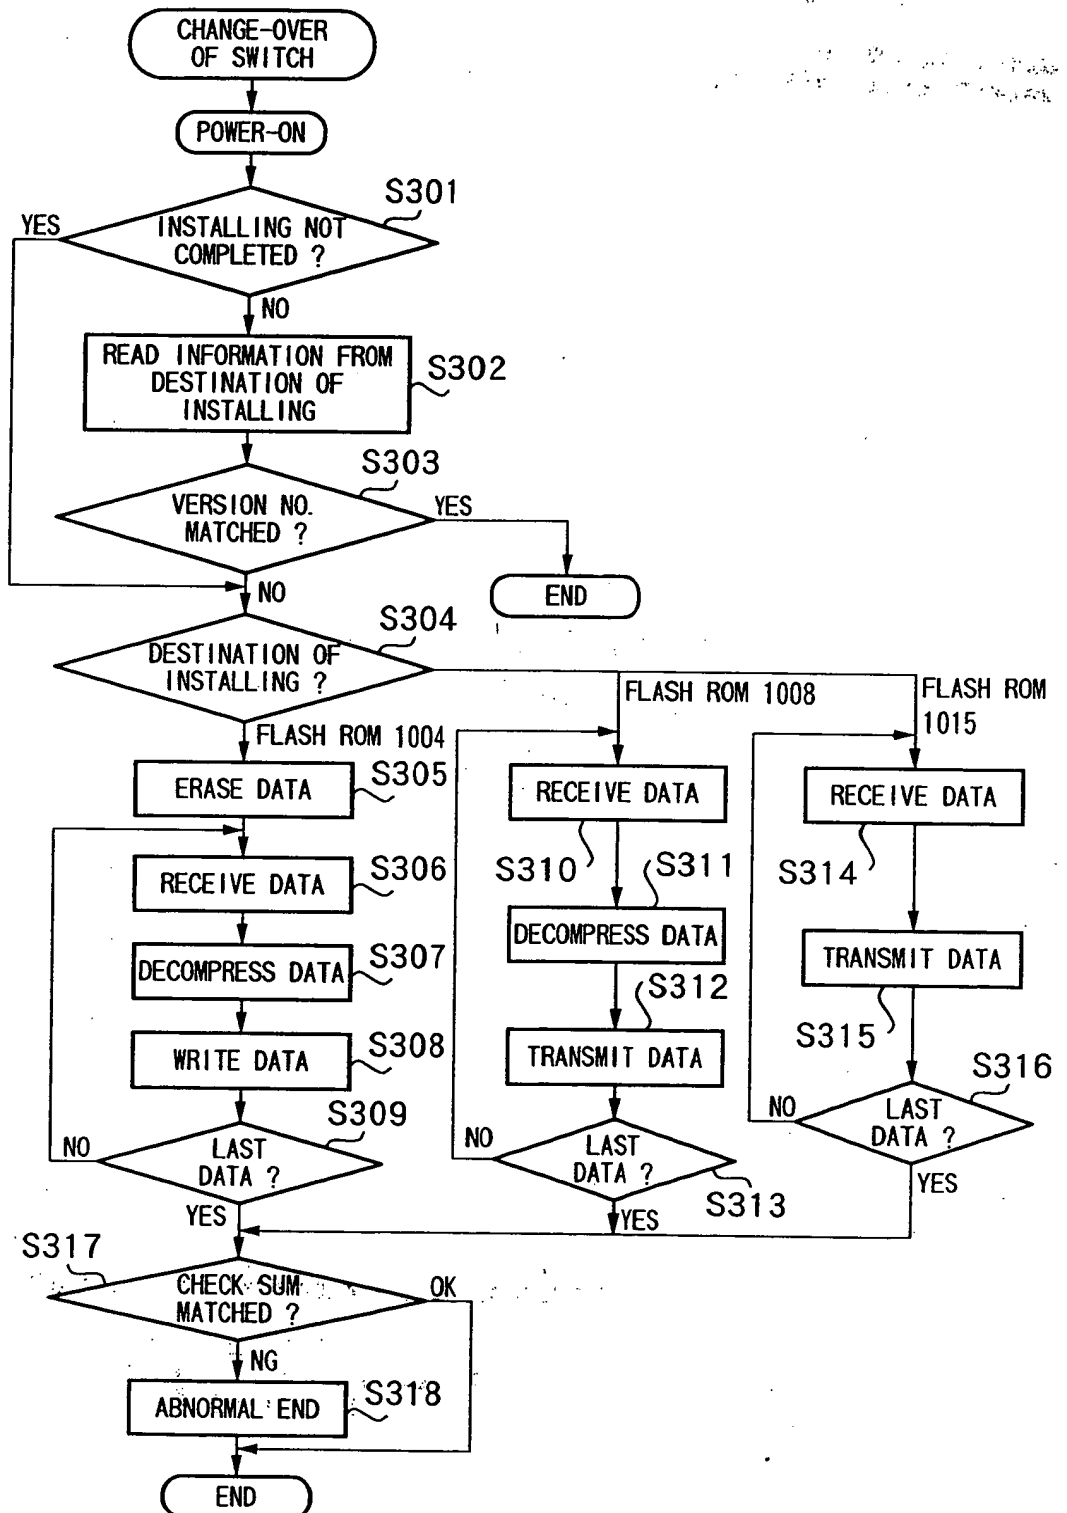 CHANGE-OVER
OF SWITCH
POWER-ON
S301
YES
INSTALLING NOT
COMPLETED ?
NO
READ INFORMATION FROM
DESTINATION OF
INSTALLING
S302
S303
VERSION NO.
MATCHED ?
YES
NO
END
S304
DESTINATION OF
INSTALLING ?
FLASH ROM 1004
FLASH ROM 1008
FLASH ROM
1015
ERASE DATA
S305
RECEIVE DATA
S306
DECOMPRESS DATA
S307
WRITE DATA
S308
S309
NO
LAST
DATA ?
YES
RECEIVE DATA
S310
S311
DECOMPRESS DATA
S312
TRANSMIT DATA
NO
LAST
DATA ?
S313
YES
RECEIVE DATA
S314
TRANSMIT DATA
S315
S316
NO
LAST
DATA ?
YES
S317
CHECK SUM
MATCHED ?
OK
NG
ABNORMAL END
S318
END